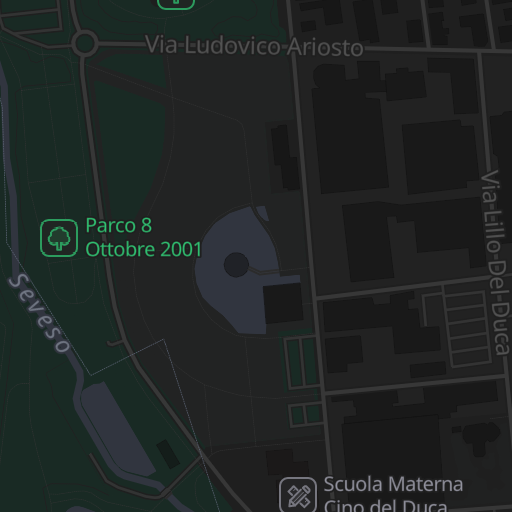 Via Ludovico Ariosto
Parco 8
Ottobre 2001
Via Lillo Del Duca
Seveso
Scuola Materna
Cino del Duca